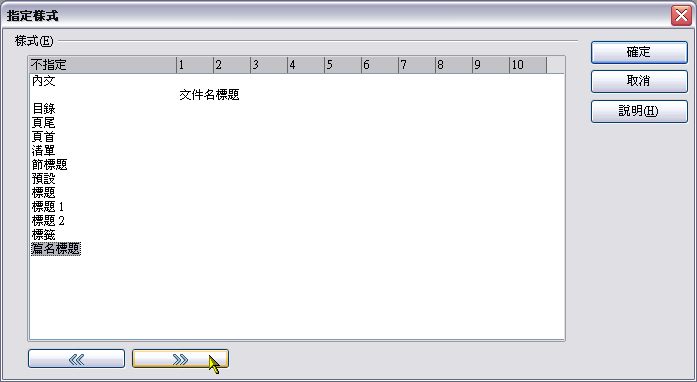 指定樣式
樣式(E)
不指定 1 2 3 4 5 6 7 8 9 10
內文
文件名標題
目錄
頁尾
頁首
清單
節標題
預設
標題
標題 1
標題 2
標籤
篇名標題
確定
取消
說明(H)